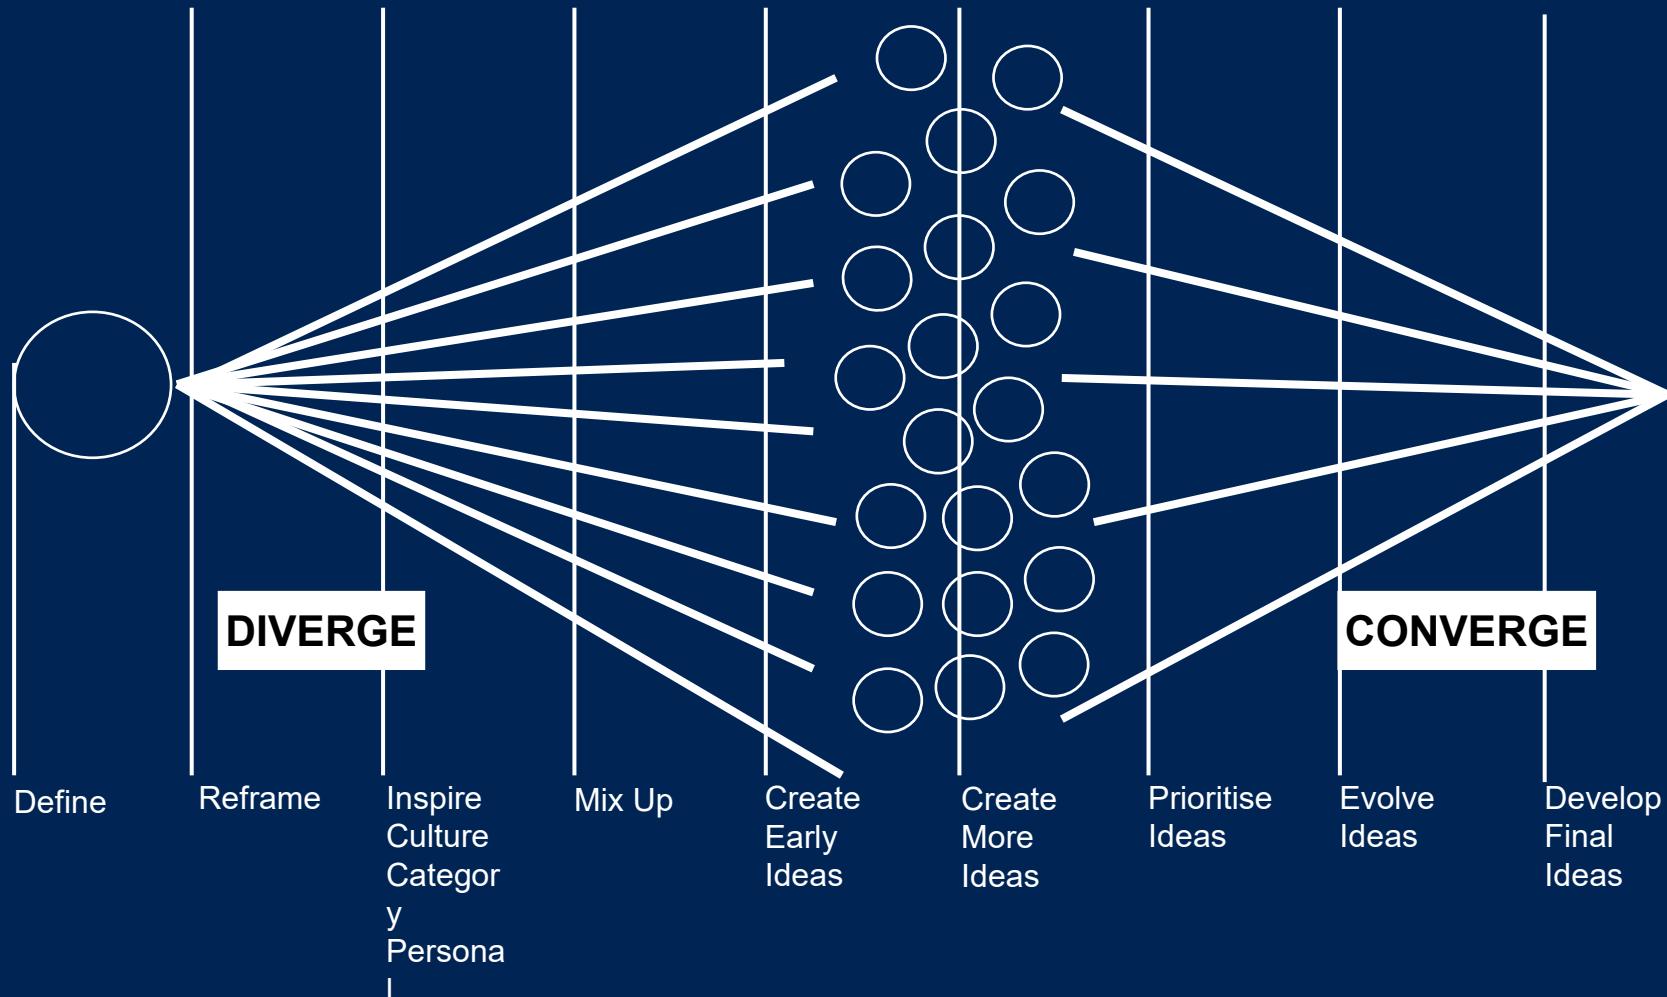 DIVERGE
CONVERGE
Define
Reframe
Inspire
Culture
Categor
y
Persona
l
Mix Up
Create
Early
Ideas
Create
More
Ideas
Prioritise
Ideas
Evolve
Ideas
Develop
Final
Ideas